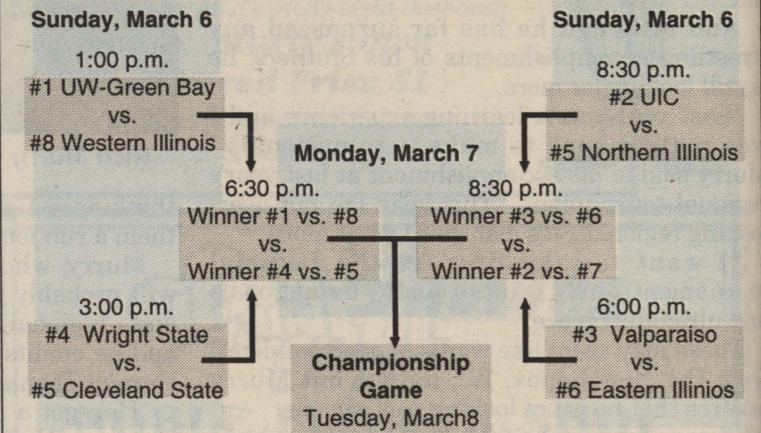 Sunday, March 6
1:00 p.m.
#1 UW-Green Bay
vs.
#8 Western Illinois
Sunday, March 6
8:30 p.m.
#2 UIC
vs.
#5 Northern Illinois
Monday, March 7
6:30 p.m.
Winner #1 vs. #8
vs.
Winner #4 vs. #5
8:30 p.m.
Winner #3 vs. #6
vs.
Winner #2 vs. #7
3:00 p.m.
#4 Wright State
vs.
#5 Cleveland State
6:00 p.m.
#3 Valparaiso
vs.
#6 Eastern Illinios
Championship
Game
Tuesday, March8